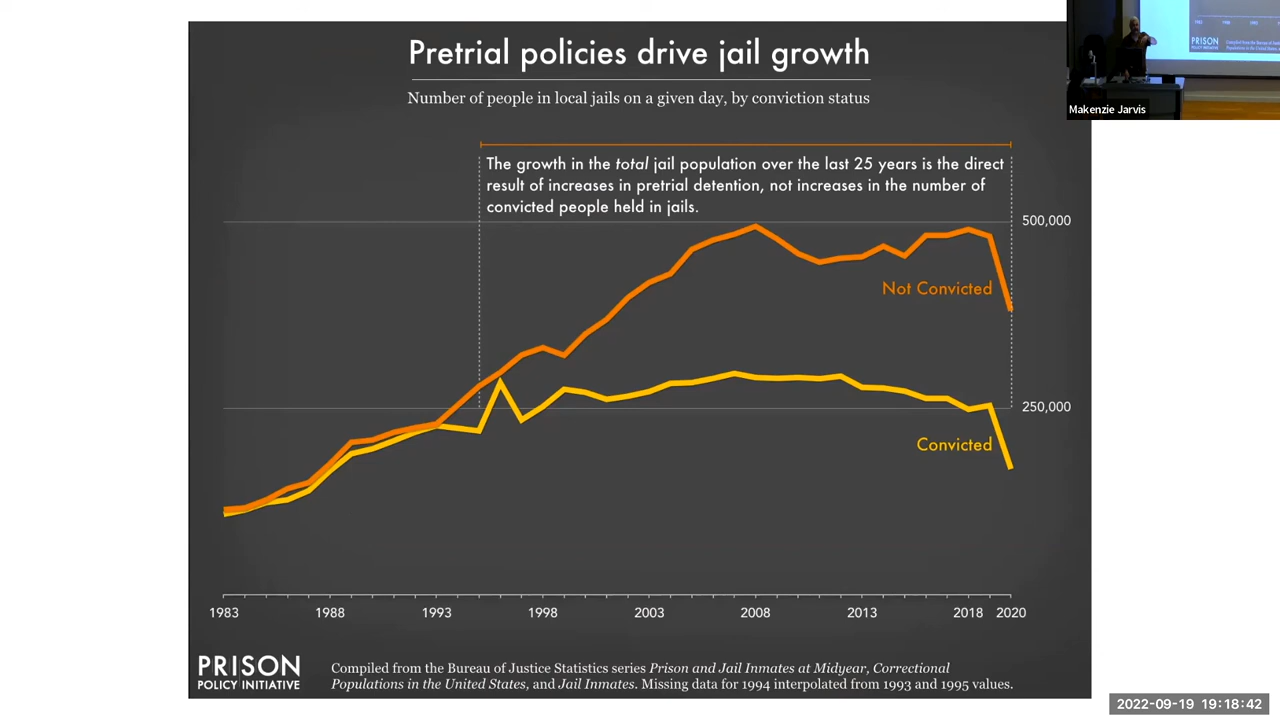 Pretrial policies drive jail growth
Number of people in local jails on a given day, by conviction status
The growth in the total jail population over the last 25 years is the direct
result of increases in pretrial detention, not increases in the number of
convicted people held in jails.
500,000
Not Convicted
250,000
Convicted
1983 1988 1993 1998 2003 2008 2013 2018 2020
PRISON
POLICY INITIATIVE
Compiled from the Bureau of Justice Statistics series Prison and Jail Inmates at Midyear, Correctional
Populations in the United States, and Jail Inmates. Missing data for 1994 interpolated from 1993 and 1995 values.
PRISON
POLICY INITIATIVE
Makenzie Jarvis
2022-09-19 19:18:42